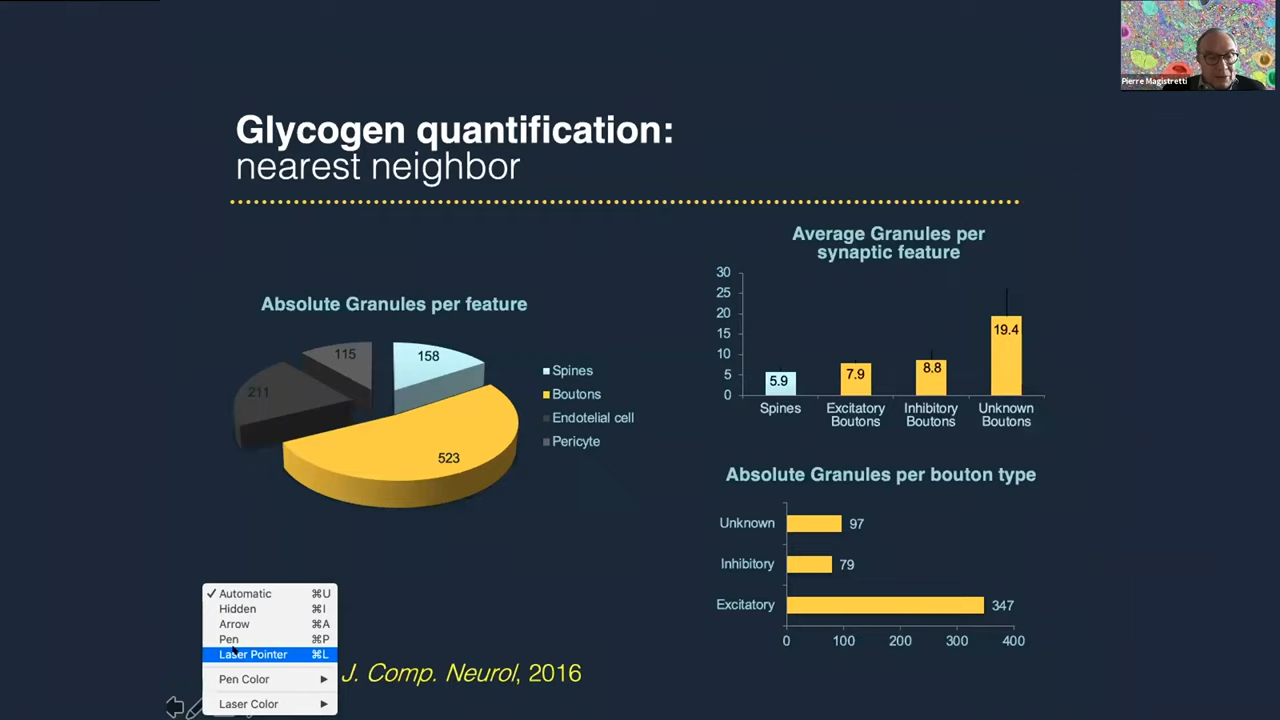 Pierre Magistretti
Glycogen quantification:
nearest neighbor
Absolute Granules per feature
115
158
211
523
Spines
Boutons
Endotelial cell
Pericyte
Average Granules per
synaptic feature
30
25
20
15
10
5
0
5.9
7.9
8.8
19.4
Spines
Excitatory
Boutons
Inhibitory
Boutons
Unknown
Boutons
Absolute Granules per bouton type
Unknown 97
Inhibitory 79
Excitatory 347
0 100 200 300 400
✓ Automatic ⌘U
Hidden ⌘I
Arrow ⌘A
Pen ⌘P
Laser Pointer ⌘L
Pen Color
Laser Color
J. Comp. Neurol, 2016